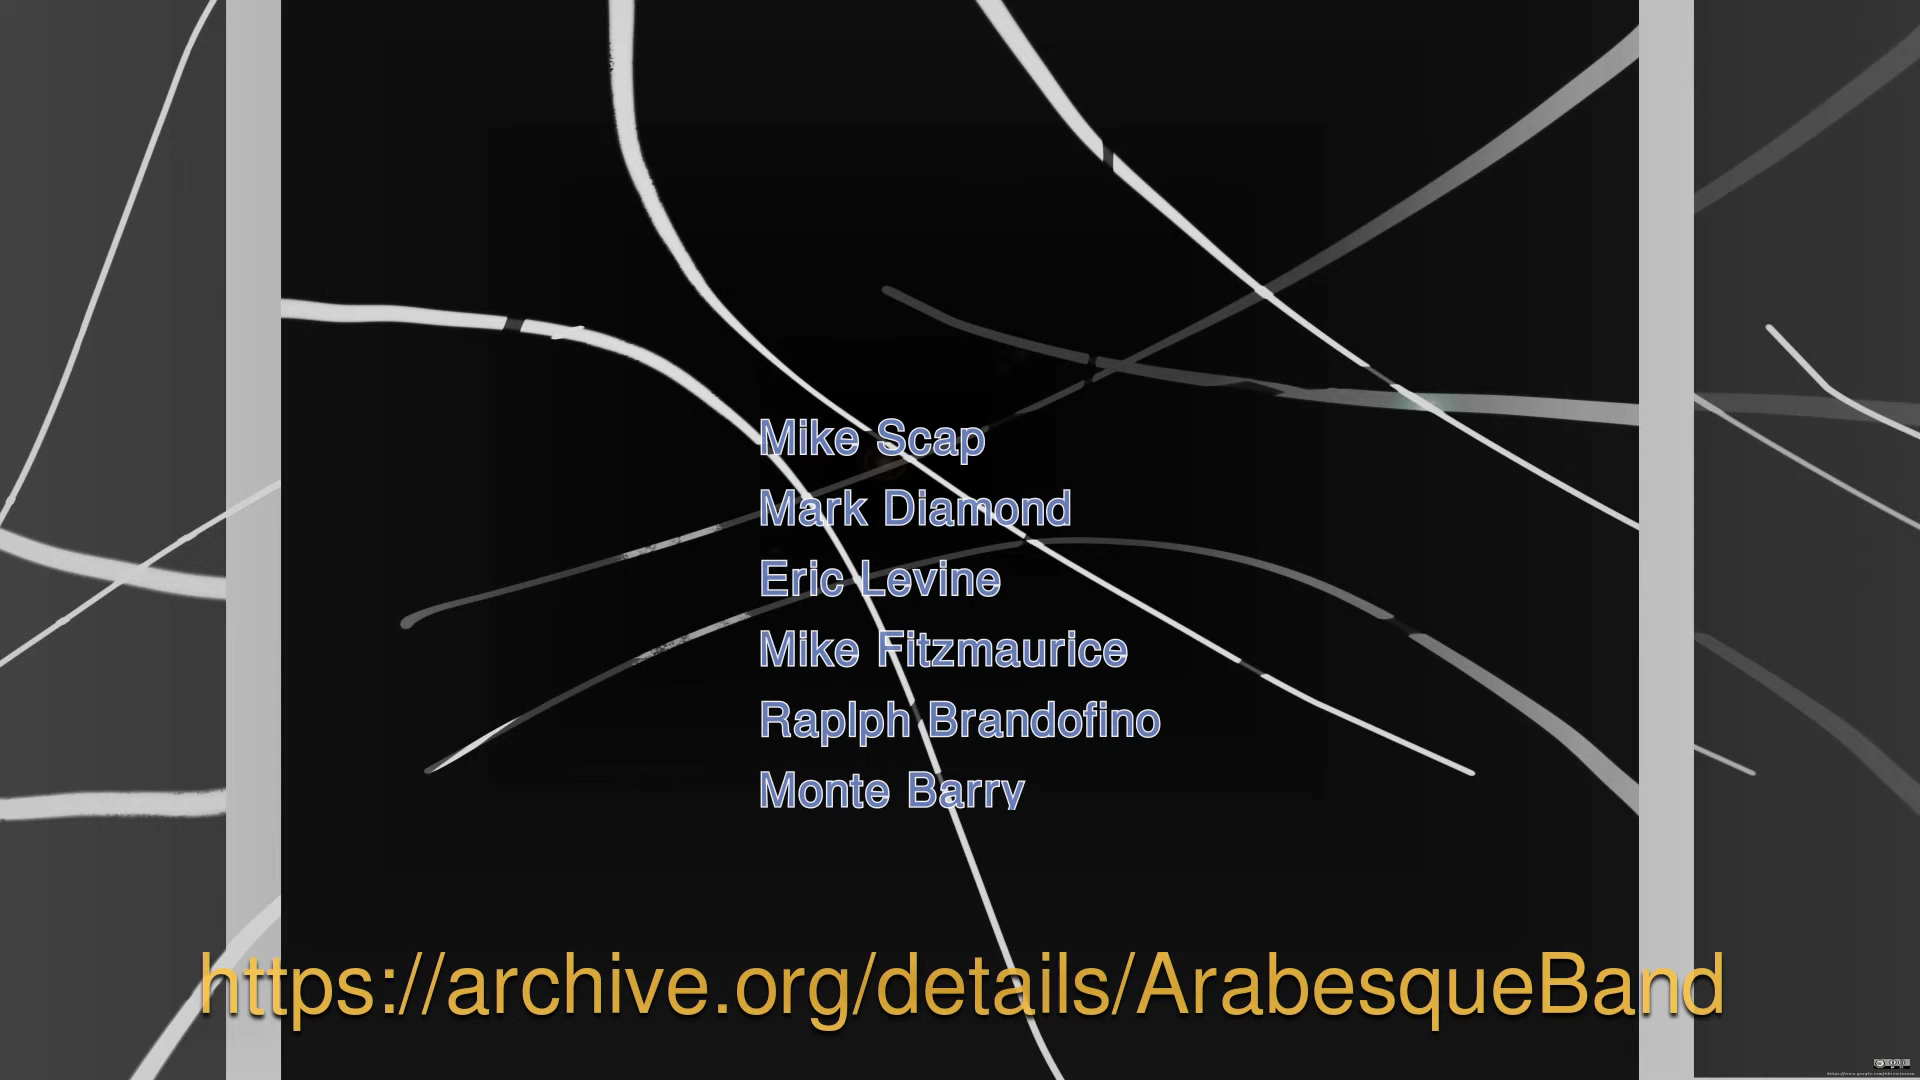 Mike Scap
Mark Diamond
Eric Levine
Mike Fitzmaurice
Raplph Brandofino
Monte Barry
https://archive.org/details/ArabesqueBand